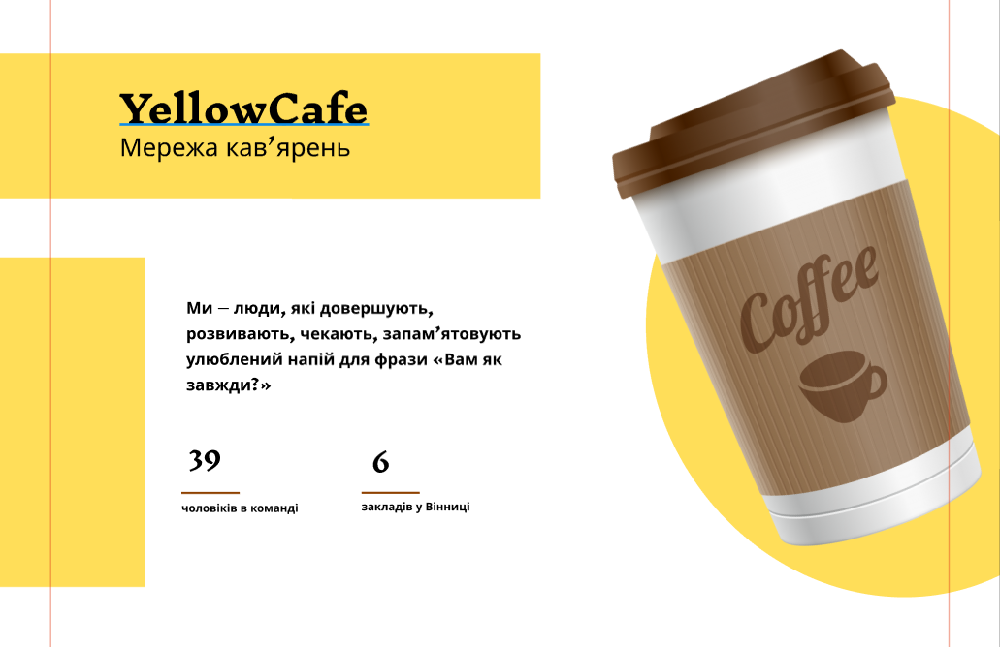 YellowCafe
Мережа кав’ярень
Ми – люди, які довершують,
розвивають, чекають, запам’ятовують
улюблений напій для фрази «Вам як
завжди?»
39
чоловіків в команді
6
закладів у Вінниці
Coffee